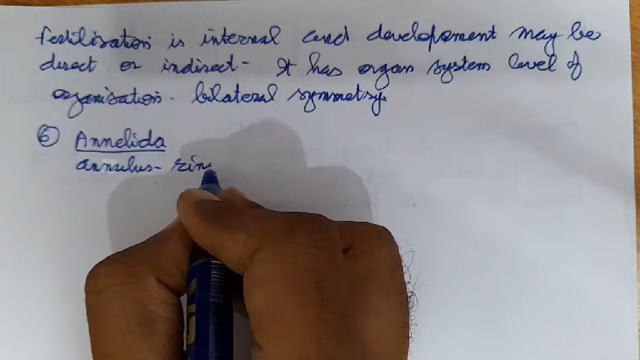 Fertilisation is internal and development may be
direct or indirect- It has organ system level of
organisation. bilateral symmetry.
⑥ Annelida
annulus- rin